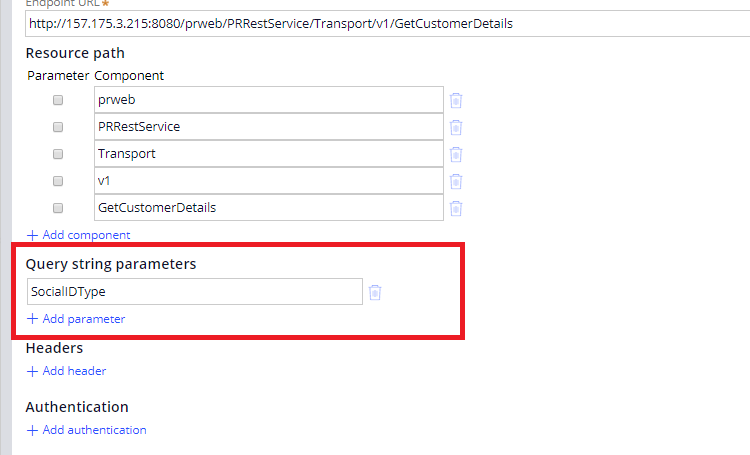 Endpoint URL*
http://157.175.3.215:8080/prweb/PRRestService/Transport/v1/GetCustomerDetails
Resource path
Parameter Component
prweb
PRRestService
Transport
v1
GetCustomerDetails
+ Add component
Query string parameters
SocialIDType
+ Add parameter
Headers
+ Add header
Authentication
+ Add authentication